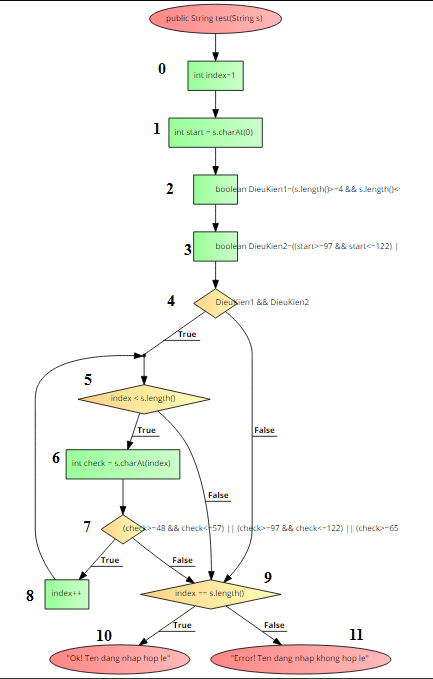 public String test(String s)
0
int index=1
1
int start = s.charAt(0)
2
boolean DieuKien1=(s.length()>=4 && s.length()<
3
boolean DieuKien2=((start>=97 && start<=122) |
4
DieuKien1 && DieuKien2
True
5
index < s.length()
True
False
6
int check = s.charAt(index)
False
7
(check>=48 && check<=57) || (check>=97 && check<=122) || (check>=65
True
False
8
index++
9
index == s.length()
True
False
10
11
"Ok! Ten dang nhap hop le"
"Error! Ten dang nhap khong hop le"